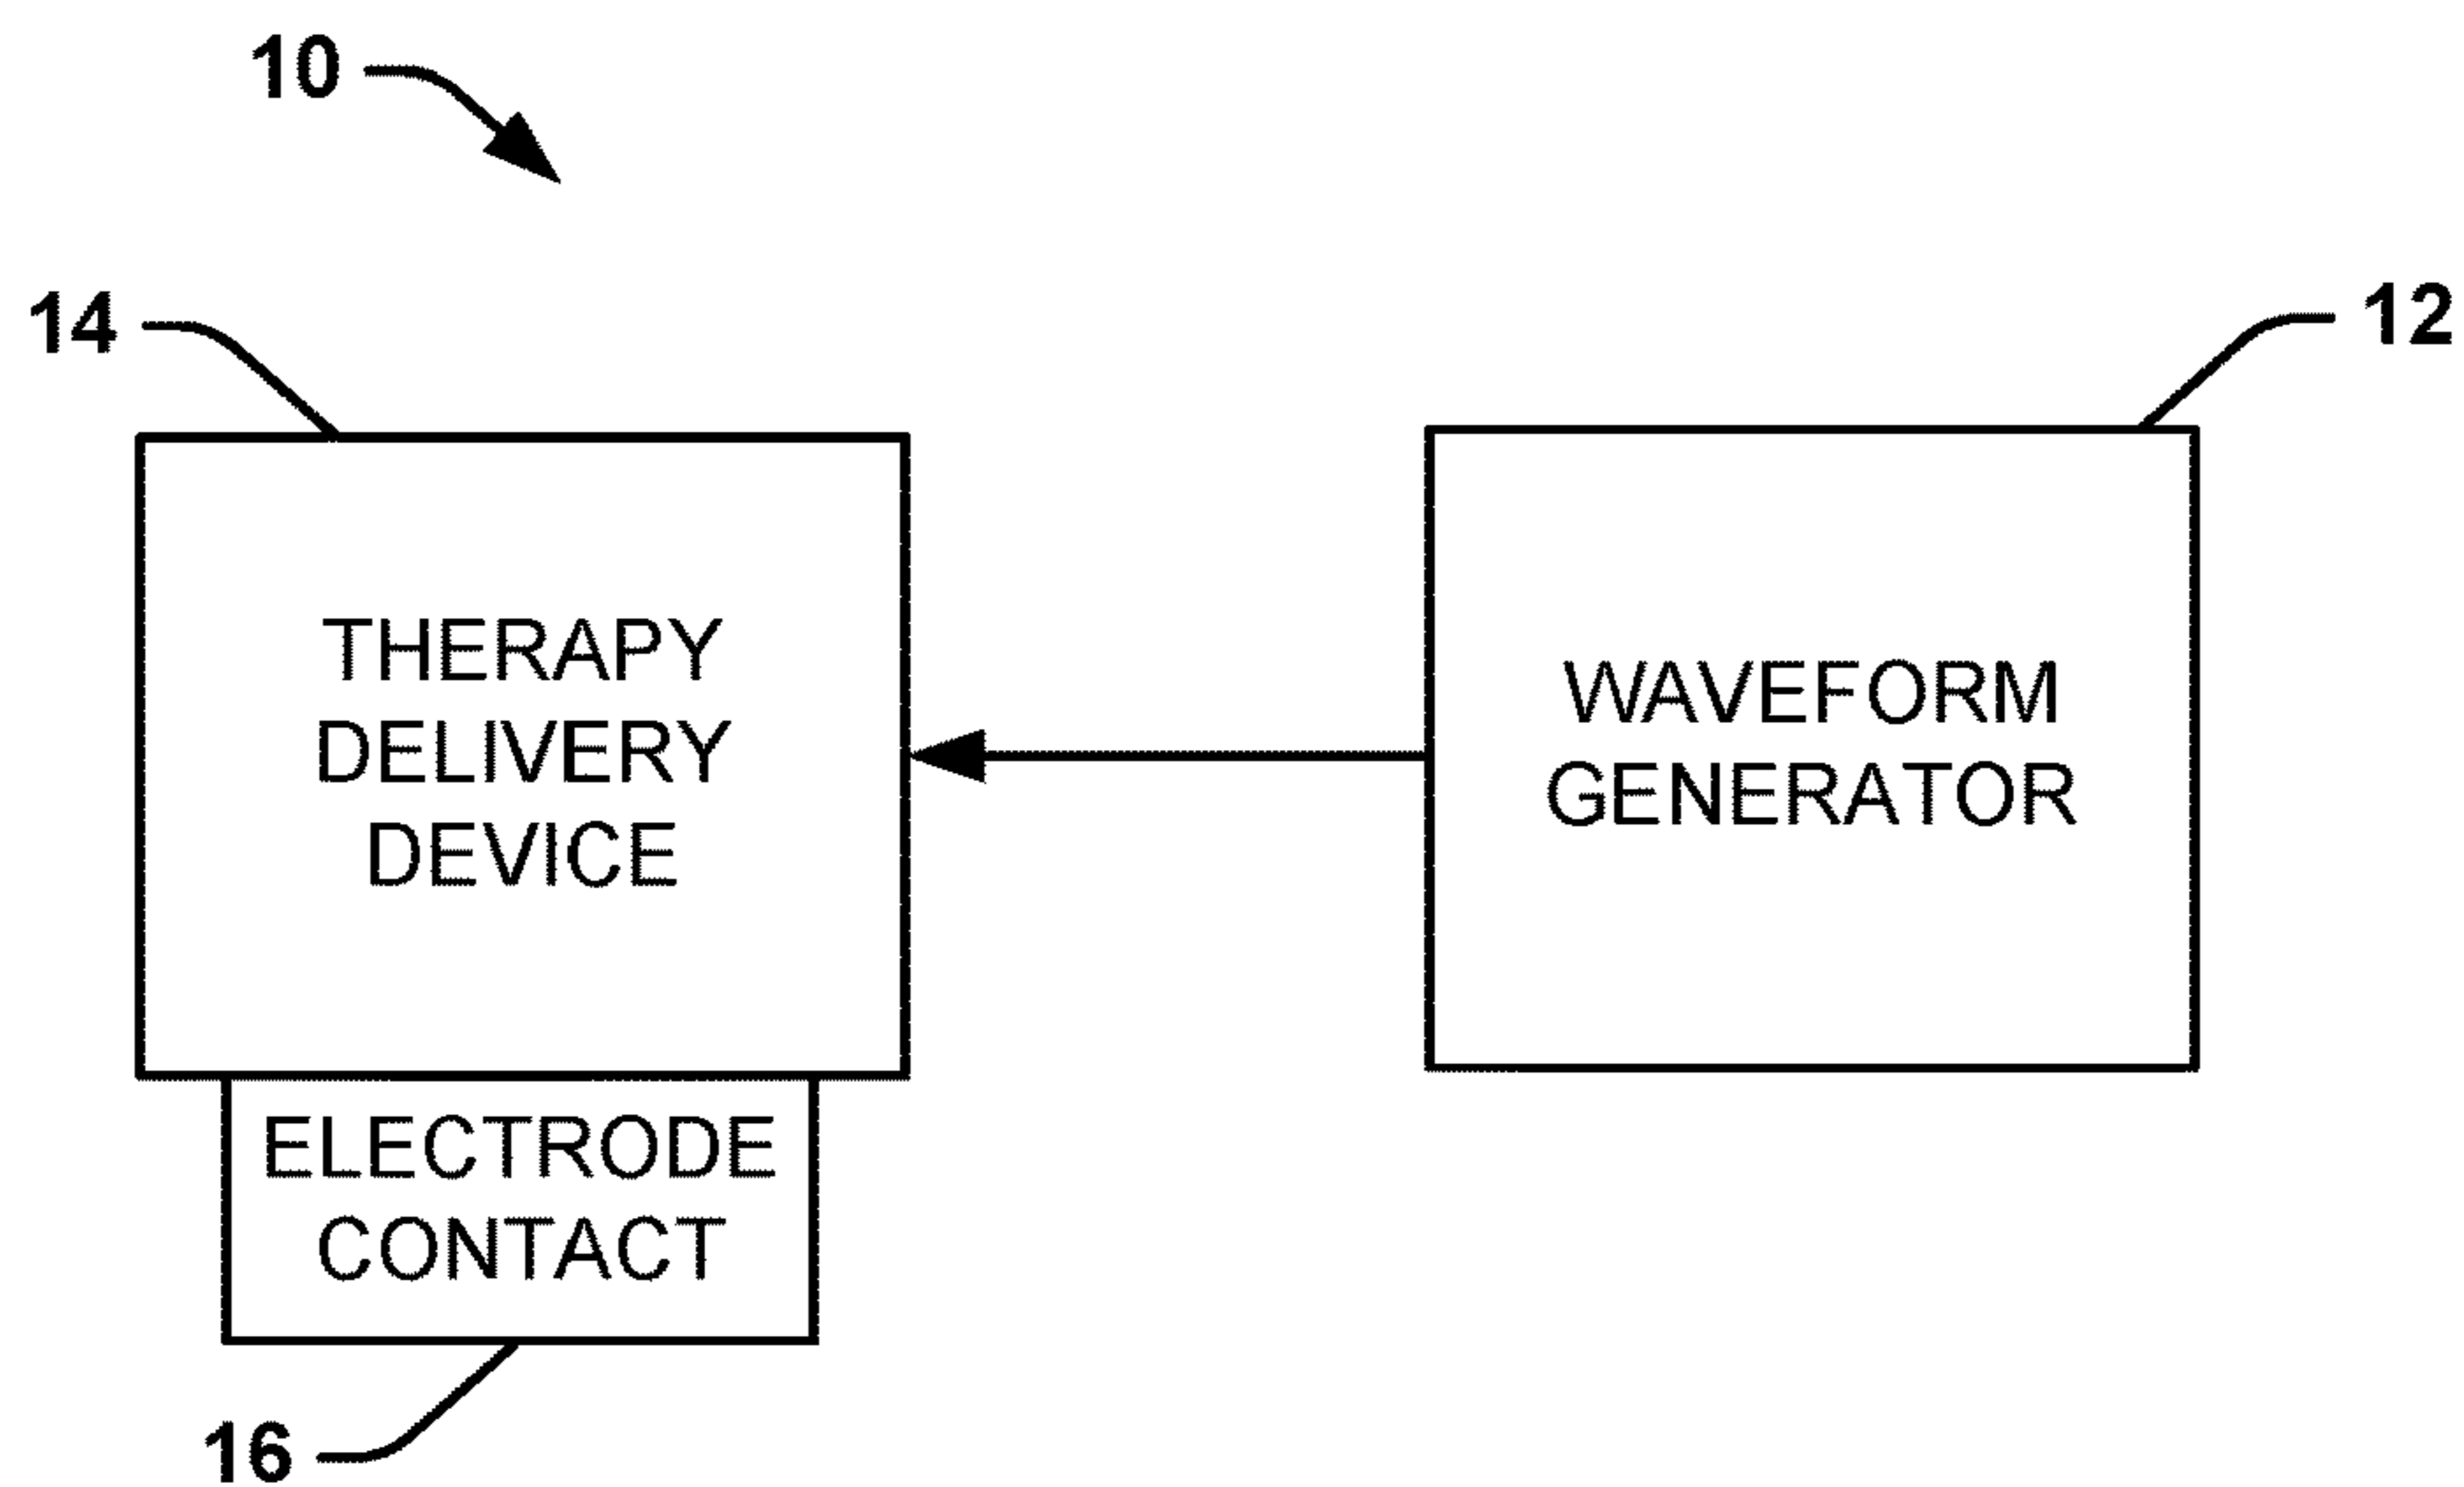 10
14
12
THERAPY
DELIVERY
DEVICE
WAVEFORM
GENERATOR
ELECTRODE
CONTACT
16